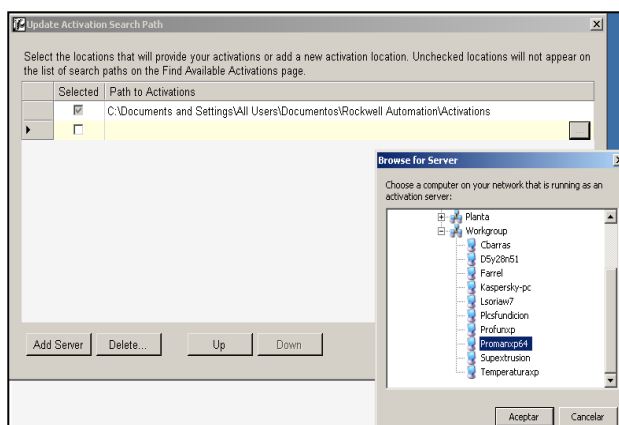 Update Activation Search Path
Select the locations that will provide your activations or add a new activation location. Unchecked locations will not appear on
the list of search paths on the Find Available Activations page.
Selected Path to Activations
C:\Documents and Settings\All Users\Documentos\Rockwell Automation\Activations
...
Browse for Server
Choose a computer on your network that is running as an
activation server:
Planta
Workgroup
Cbarras
D5y28n51
Farrel
Kaspersky-pc
Lsoriaw7
Plcsfundicion
Profunxp
Promanxp64
Supextrusion
Temperaturaxp
Add Server Delete... Up Down
Aceptar Cancelar